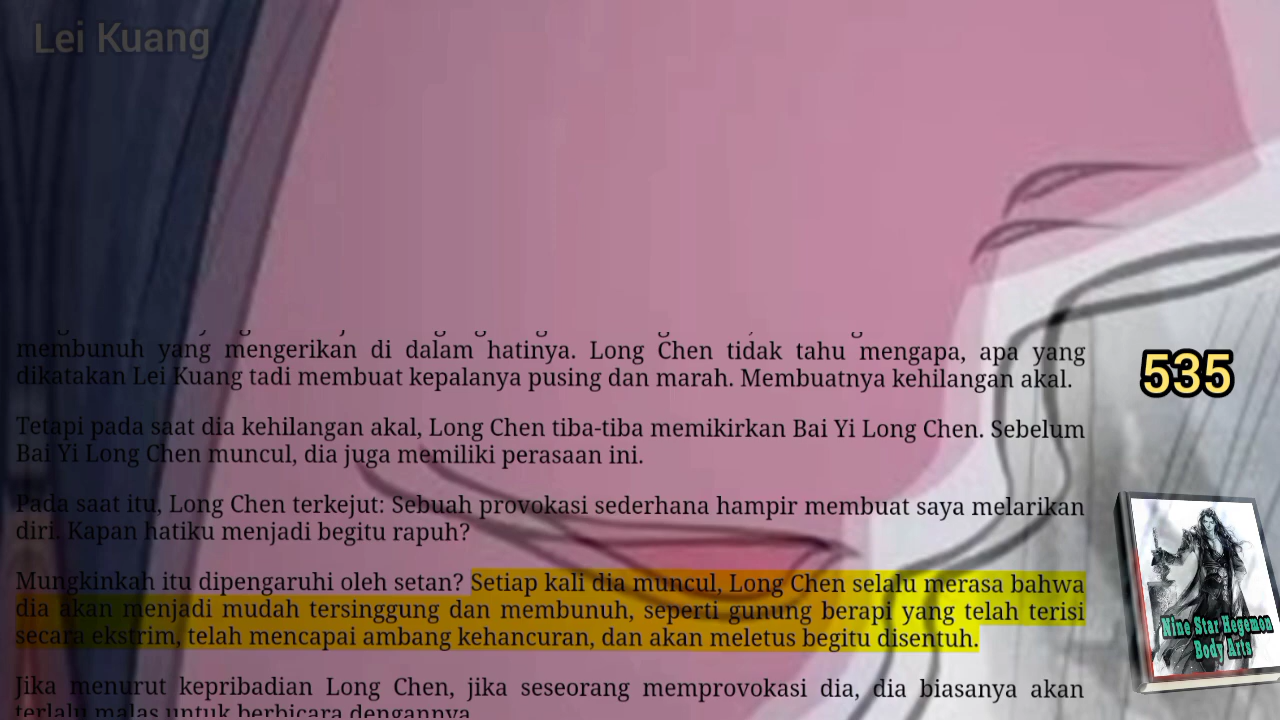 Lei Kuang
membunuh yang mengerikan di dalam hatinya. Long Chen tidak tahu mengapa, apa yang
dikatakan Lei Kuang tadi membuat kepalanya pusing dan marah. Membuatnya kehilangan akal.
Tetapi pada saat dia kehilangan akal, Long Chen tiba-tiba memikirkan Bai Yi Long Chen. Sebelum
Bai Yi Long Chen muncul, dia juga memiliki perasaan ini.
535
Pada saat itu, Long Chen terkejut: Sebuah provokasi sederhana hampir membuat saya melarikan
diri. Kapan hatiku menjadi begitu rapuh?
Mungkinkah itu dipengaruhi oleh setan? Setiap kali dia muncul, Long Chen selalu merasa bahwa
dia akan menjadi mudah tersinggung dan membunuh, seperti gunung berapi yang telah terisi
secara ekstrim, telah mencapai ambang kehancuran, dan akan meletus begitu disentuh.
Jika menurut kepribadian Long Chen, jika seseorang memprovokasi dia, dia biasanya akan
terlalu malas untuk berbicara dengannya
Nine Star Hegemon
Body Arts